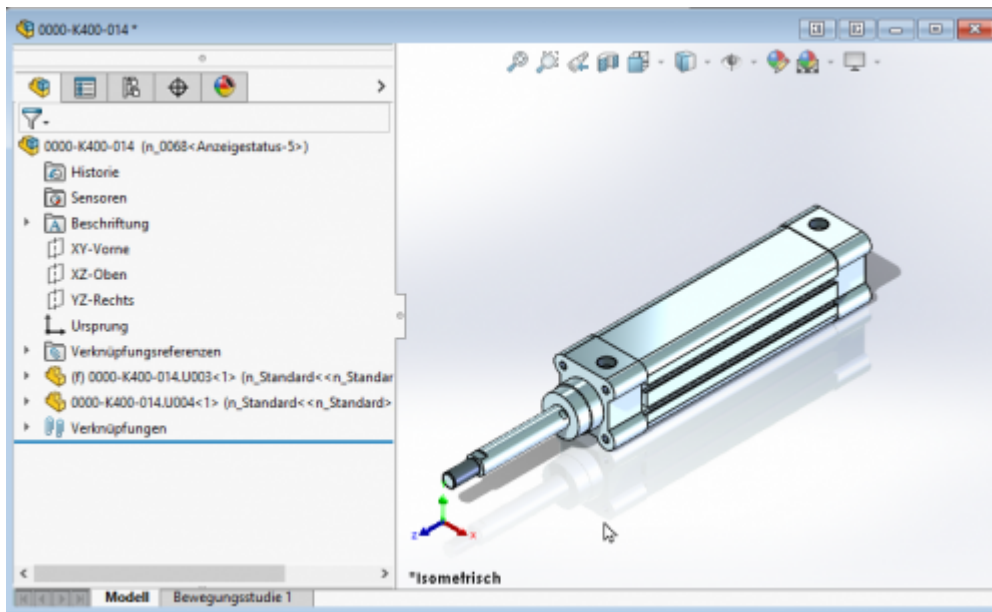 0000-K400-014 *
0000-K400-014 (n_0068<Anzeigestatus-5>)
Historie
Sensoren
Beschriftung
XY-Vorne
XZ-Oben
YZ-Rechts
Ursprung
Verknüpfungsreferenzen
(f) 0000-K400-014.U003<1> (n_Standard<<n_Standar
0000-K400-014.U004<1> (n_Standard<<n_Standard>
Verknüpfungen
z x
*Isometrisch
Modell Bewegungsstudie 1